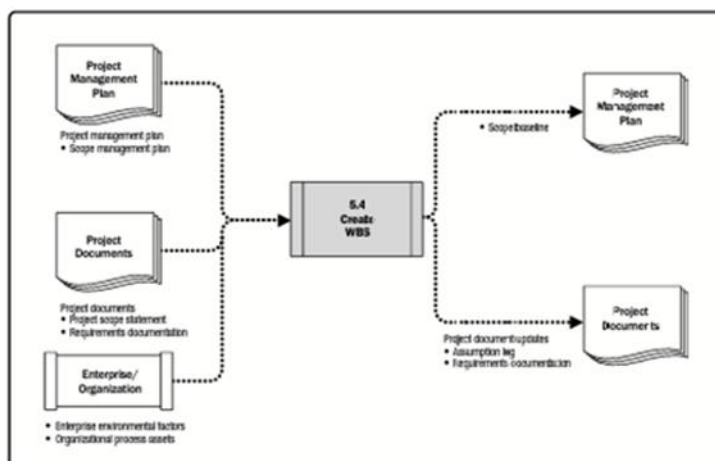 Project
Management
Plan
Project management plan
• Scope management plan
Project
Documents
Project documents
• Project scope statement
• Requirements documentation
Enterprise/
Organization
• Enterprise environmental factors
• Organizational process assets
5.4
Create
WBS
• Scope baseline
Project
Management
Plan
Project document updates
• Assumption log
• Requirements documentation
Project
Documents